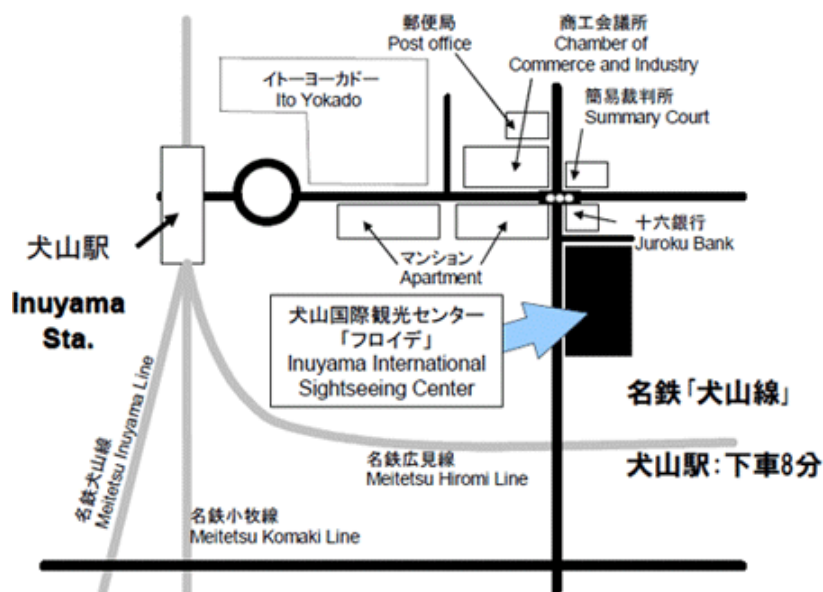 郵便局
Post office
商工会議所
Chamber of
Commerce and Industry
イトーヨーカドー
Ito Yokado
簡易裁判所
Summary Court
犬山駅
Inuyama
Sta.
マンション
Apartment
十六銀行
Juroku Bank
犬山国際観光センター
「フロイデ」
Inuyama International
Sightseeing Center
名鉄「犬山線」
犬山駅：下車8分
名鉄犬山線
Meitetsu Inuyama Line
名鉄広見線
Meitetsu Hiromi Line
名鉄小牧線
Meitetsu Komaki Line